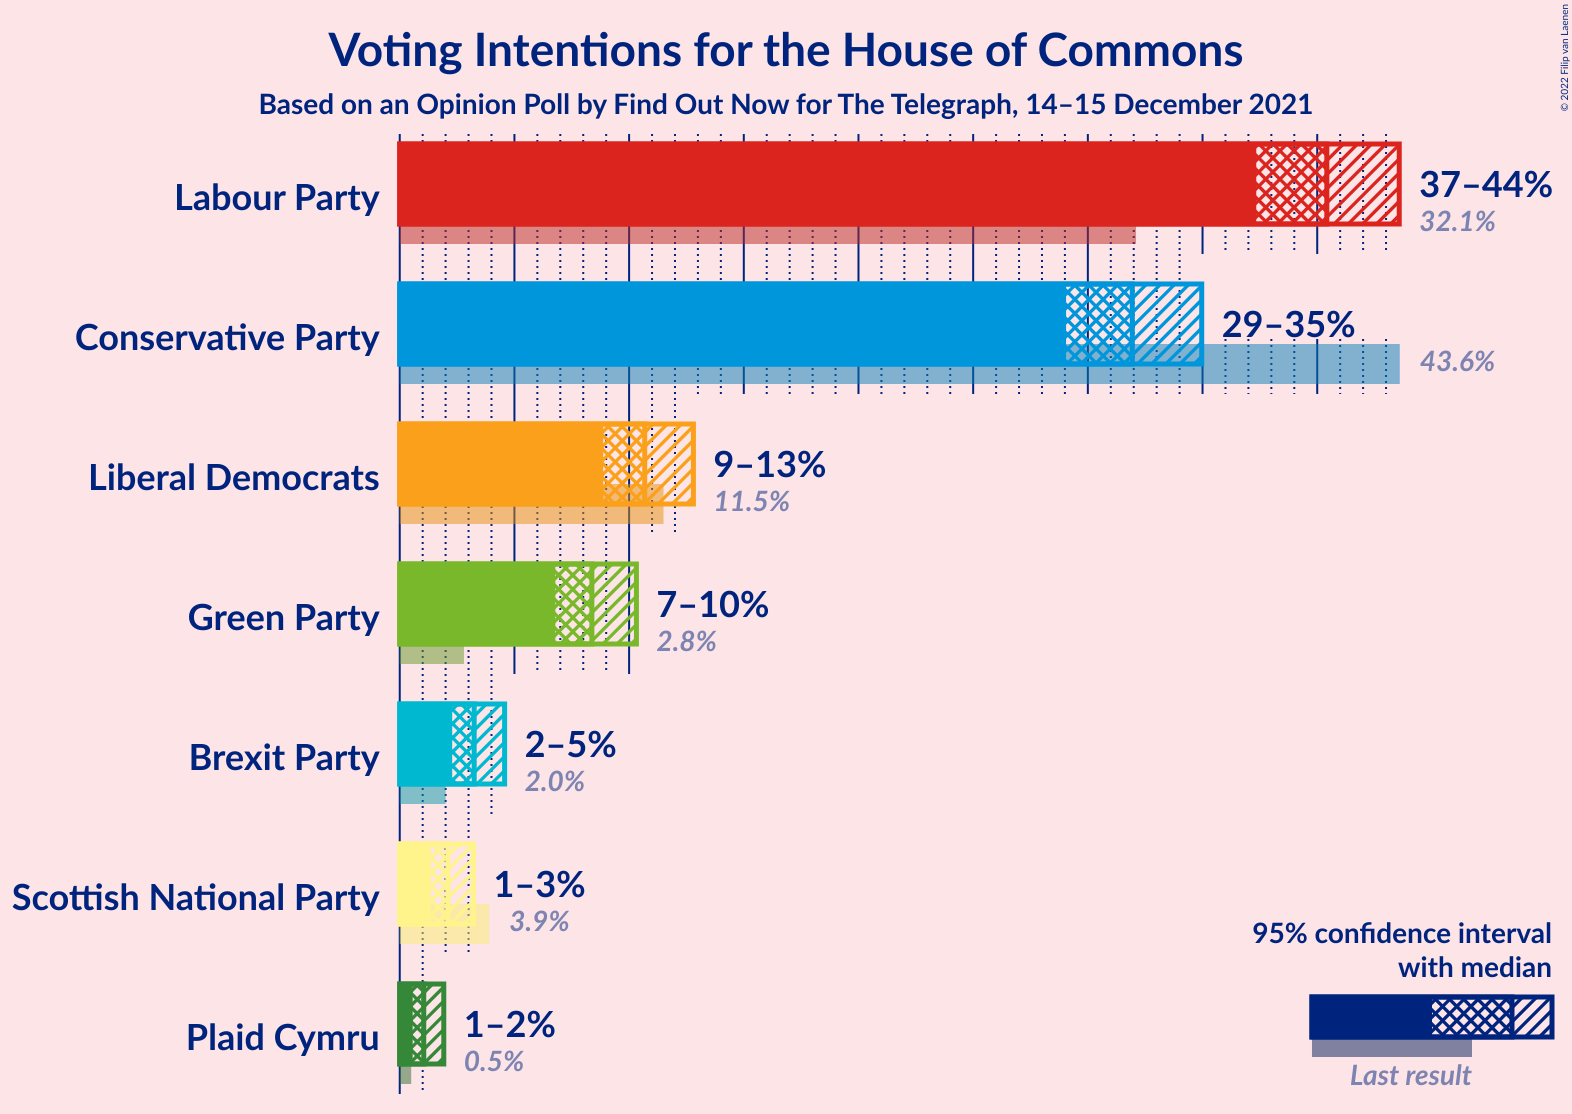 Voting Intentions for the House of Commons
Based on an Opinion Poll by Find Out Now for The Telegraph, 14–15 December 2021
© 2022 Filip van Laenen
Labour Party
37–44%
32.1%
Conservative Party
29–35%
43.6%
Liberal Democrats
9–13%
11.5%
Green Party
7–10%
2.8%
Brexit Party
2–5%
2.0%
Scottish National Party
1–3%
3.9%
Plaid Cymru
1–2%
0.5%
95% confidence interval
with median
Last result